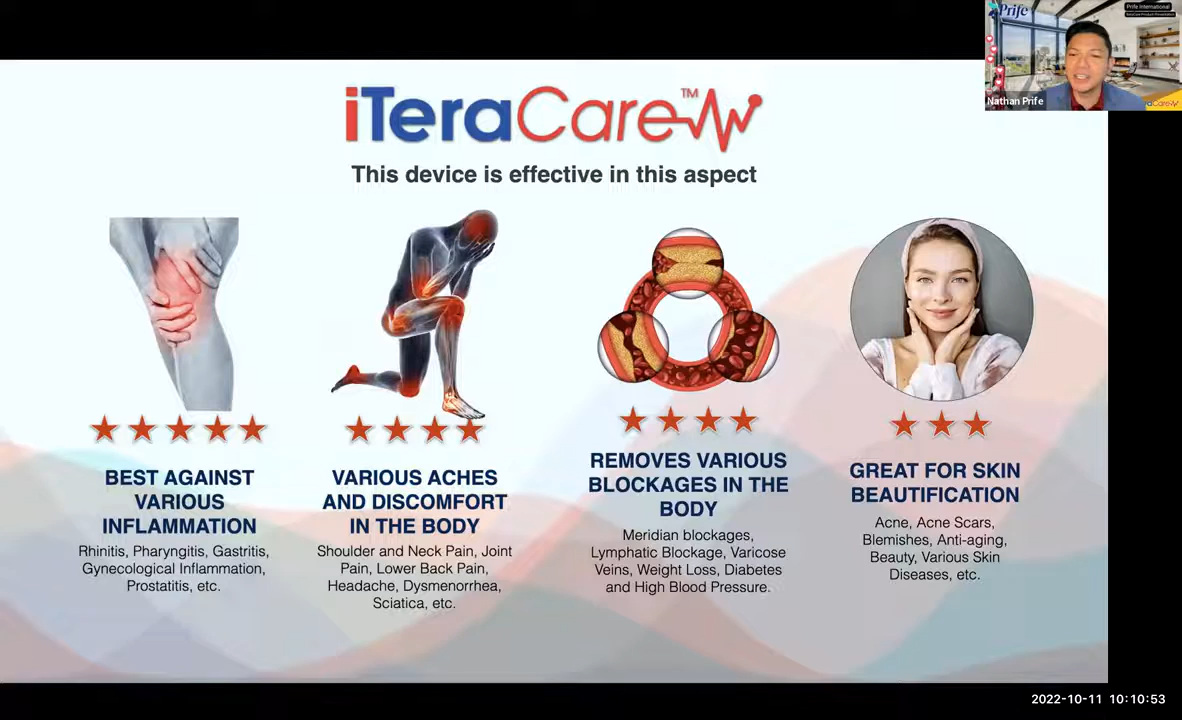 Prife
Prife International
iTeraCare Product Presentation
Nathan Prife
iTeraCare™
This device is effective in this aspect
BEST AGAINST
VARIOUS
INFLAMMATION
Rhinitis, Pharyngitis, Gastritis,
Gynecological Inflammation,
Prostatitis, etc.
VARIOUS ACHES
AND DISCOMFORT
IN THE BODY
Shoulder and Neck Pain, Joint
Pain, Lower Back Pain,
Headache, Dysmenorrhea,
Sciatica, etc.
REMOVES VARIOUS
BLOCKAGES IN THE
BODY
Meridian blockages,
Lymphatic Blockage, Varicose
Veins, Weight Loss, Diabetes
and High Blood Pressure.
GREAT FOR SKIN
BEAUTIFICATION
Acne, Acne Scars,
Blemishes, Anti-aging,
Beauty, Various Skin
Diseases, etc.
2022-10-11 10:10:53